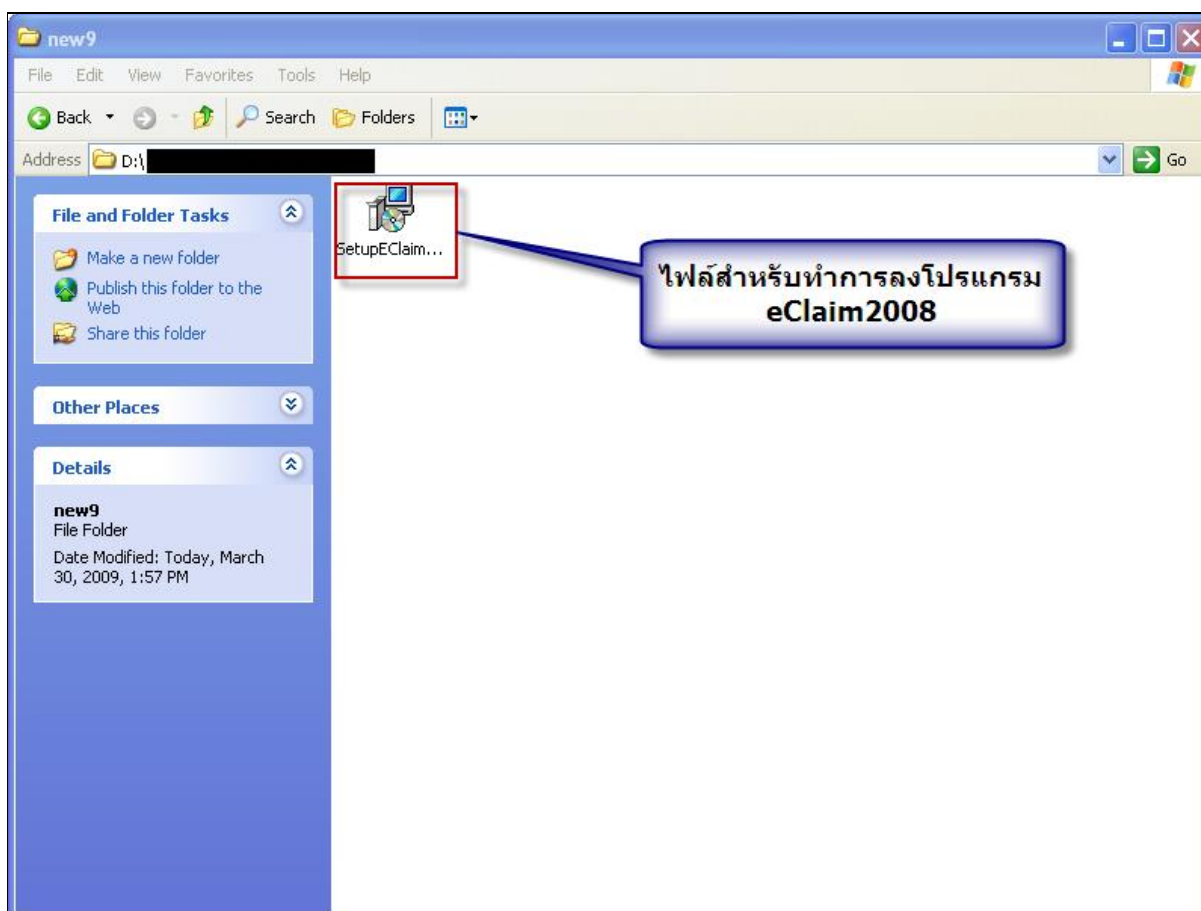 new9
File Edit View Favorites Tools Help
Back Search Folders
Address D:\ Go
File and Folder Tasks
Make a new folder
Publish this folder to the
Web
Share this folder
Other Places
Details
new9
File Folder
Date Modified: Today, March
30, 2009, 1:57 PM
SetupEClaim...
ไฟล์สำหรับทำการลงโปรแกรม
eClaim2008